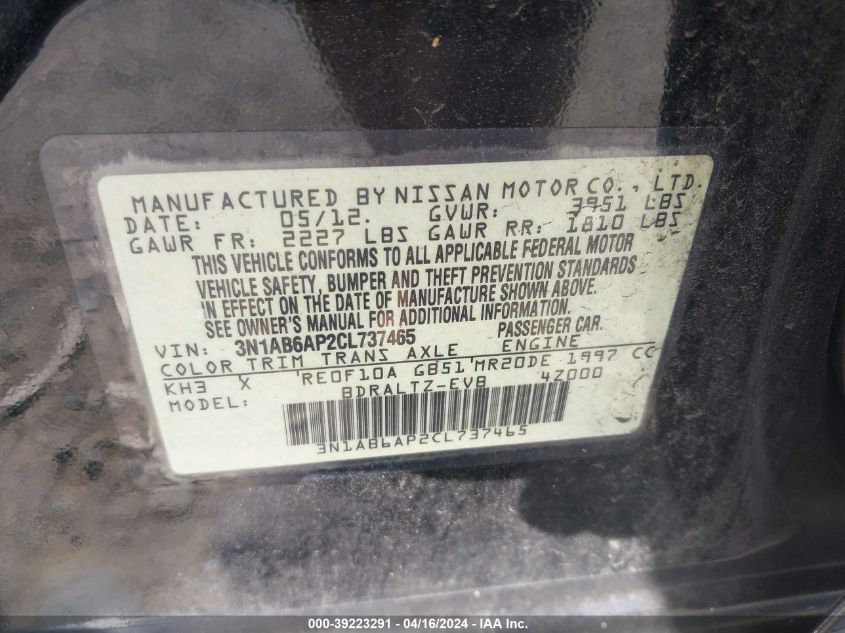 MANUFACTURED BY NISSAN MOTOR CO., LTD.
DATE: 05/12. GVWR: 3951 LBS
GAWR FR: 2227 LBS GAWR RR: 1810 LBS
THIS VEHICLE CONFORMS TO ALL APPLICABLE FEDERAL MOTOR
VEHICLE SAFETY, BUMPER AND THEFT PREVENTION STANDARDS
IN EFFECT ON THE DATE OF MANUFACTURE SHOWN ABOVE.
SEE OWNER'S MANUAL FOR ADDITIONAL INFORMATION.
VIN: 3N1AB6AP2CL737465 PASSENGER CAR.
COLOR TRIM TRANS AXLE ENGINE
KH3 X RE0F10A GB51 MR20DE 1997 CC
MODEL: BDRALTZ-EVB 4Z000
3N1AB6AP2CL737465
000-39223291 - 04/16/2024 - IAA Inc.